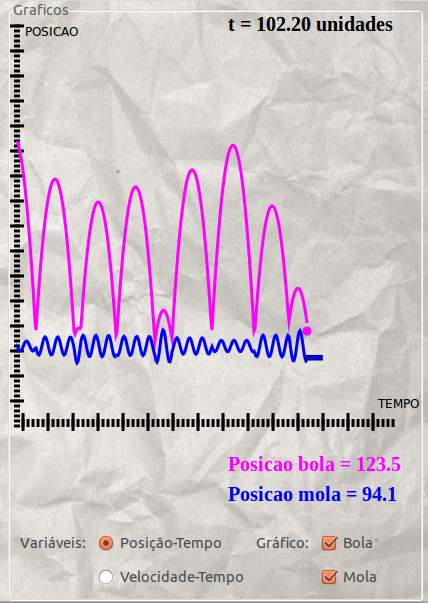 Graficos
t = 102.20 unidades
POSICAO
TEMPO
Posicao bola = 123.5
Posicao mola = 94.1
Variáveis: Posição-Tempo Gráfico: Bola
Velocidade-Tempo Mola